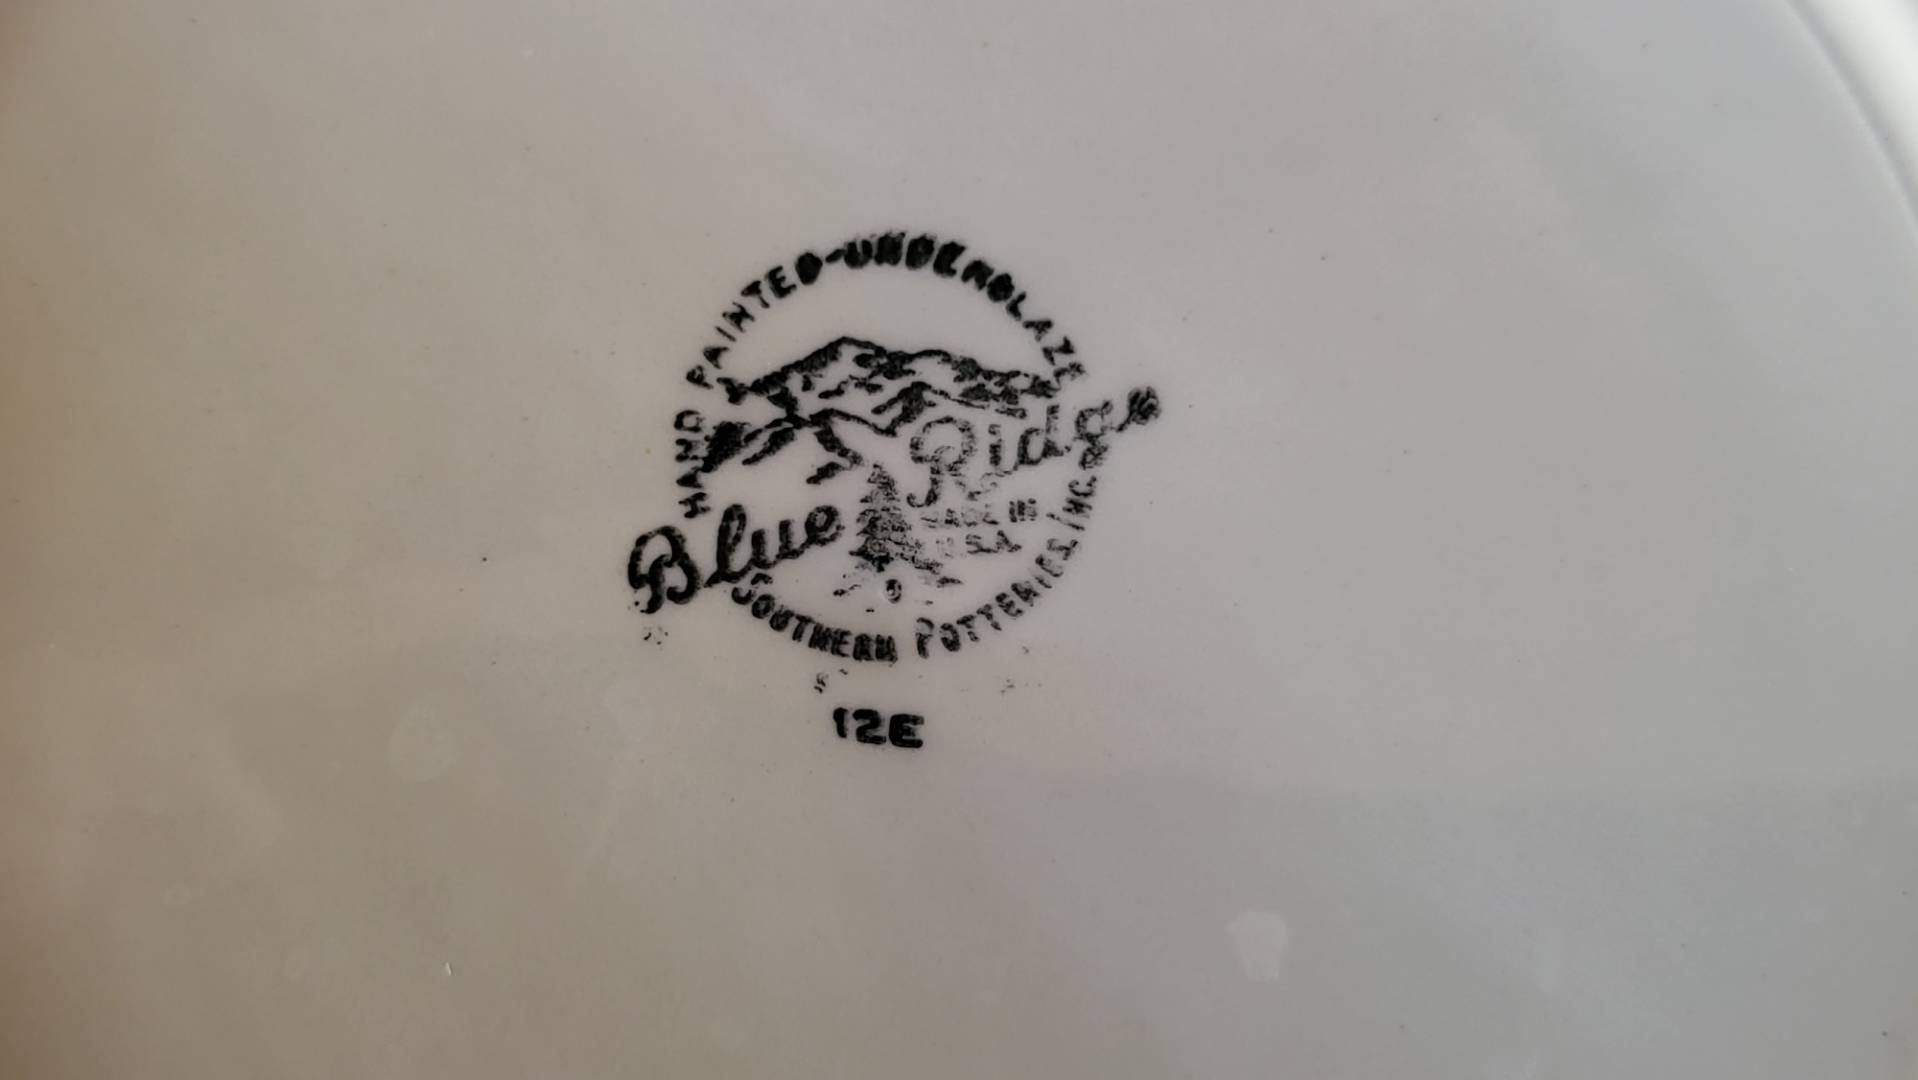 HAND PAINTED-UNDERGLAZE
Blue Ridge
MADE IN
U.S.A.
SOUTHERN POTTERIES, INC.
12E